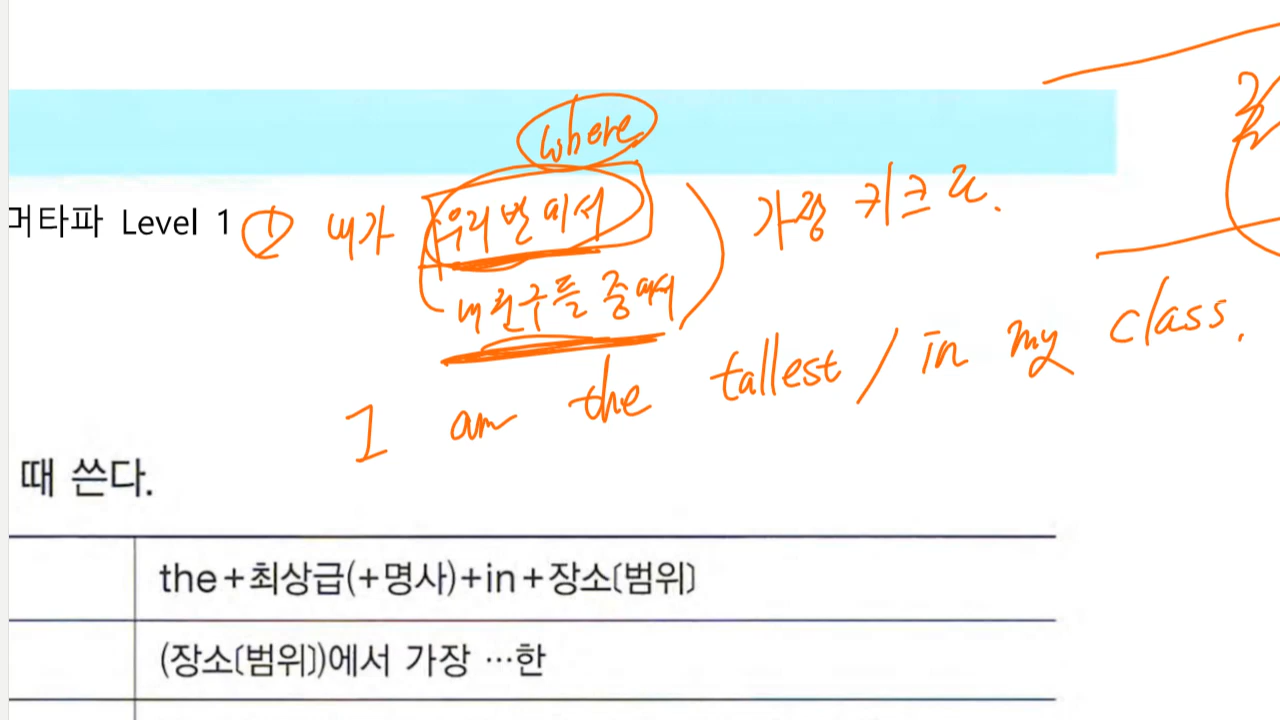 where
머타파 Level 1 ① 내가 우리 반에서 가장 키크다.
내 친구들 중에서
I am the tallest / in my class.
때 쓴다.
the+최상급(+명사)+in+장소(범위)
(장소(범위))에서 가장 …한